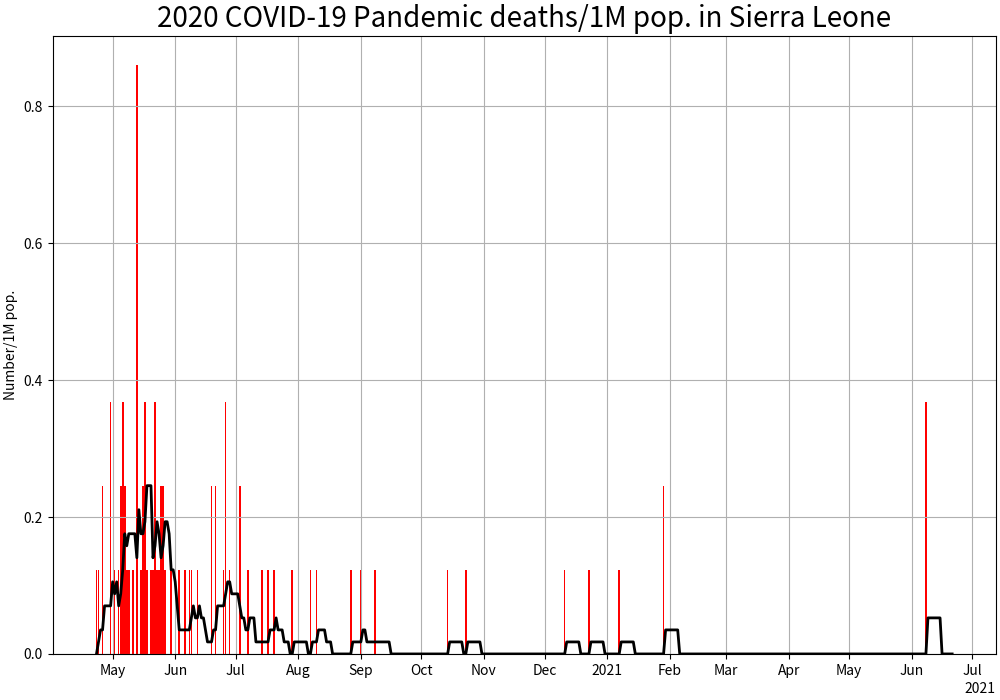 2020 COVID-19 Pandemic deaths/1M pop. in Sierra Leone
Number/1M pop.
0.8
0.6
0.4
0.2
0.0
May Jun Jul Aug Sep Oct Nov Dec 2021 Feb Mar Apr May Jun Jul
2021